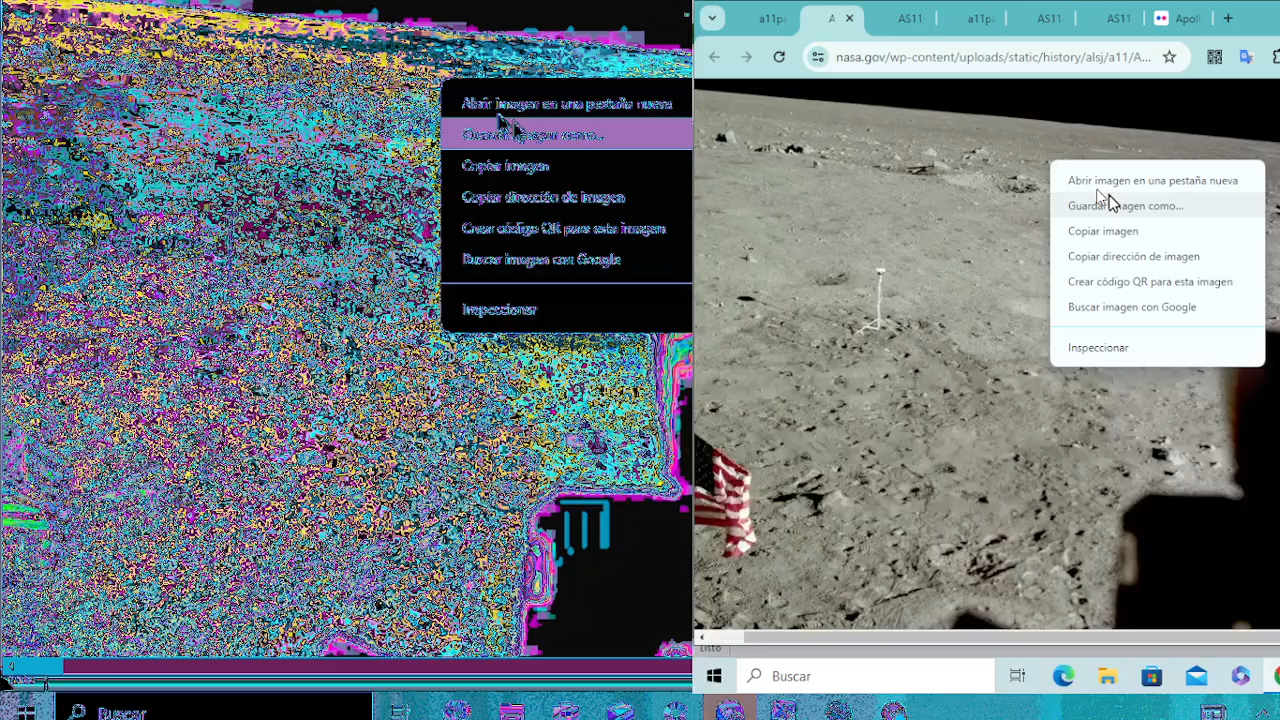 a11p
A
AS11
a11p
AS11
AS11
Apoll
nasa.gov/wp-content/uploads/static/history/alsj/a11/A...
Abrir imagen en una pestaña nueva
Guardar imagen como...
Copiar imagen
Copiar dirección de imagen
Crear código QR para esta imagen
Buscar imagen con Google
Inspeccionar
Abrir imagen en una pestaña nueva
Guardar imagen como...
Copiar imagen
Copiar dirección de imagen
Crear código QR para esta imagen
Buscar imagen con Google
Inspeccionar
Listo
Buscar
Buscar